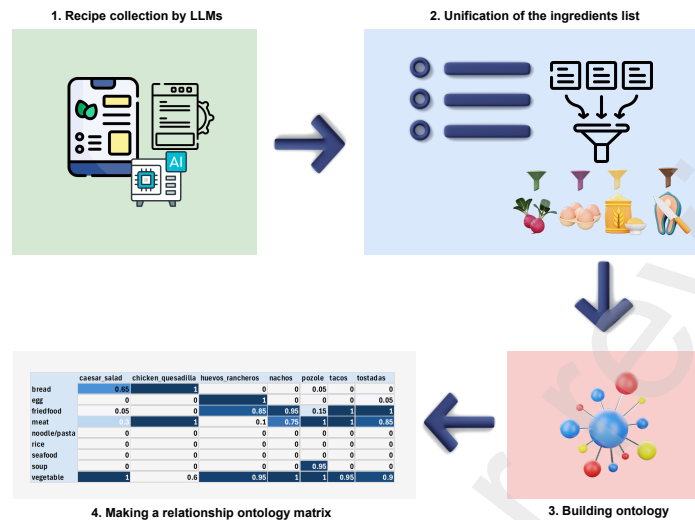 1. Recipe collection by LLMs
2. Unification of the ingredients list
AI
caesar_salad chicken_quesadilla huevos_rancheros nachos pozole tacos tostadas
bread 0.65 1 0 0 0.05 0 0
egg 0 0 1 0 0 0 0.05
friedfood 0.05 0 0.85 0.95 0.15 1 1
meat 1 0.1 0.75 1 1 0.85
noodle/pasta 0 0 0 0 0 0 0
rice 0 0 0 0 0 0 0
seafood 0 0 0 0 0 0 0
soup 0 0 0 0 0.95 0 0
vegetable 1 0.6 0.95 1 1 0.95 0.9
4. Making a relationship ontology matrix
3. Building ontology